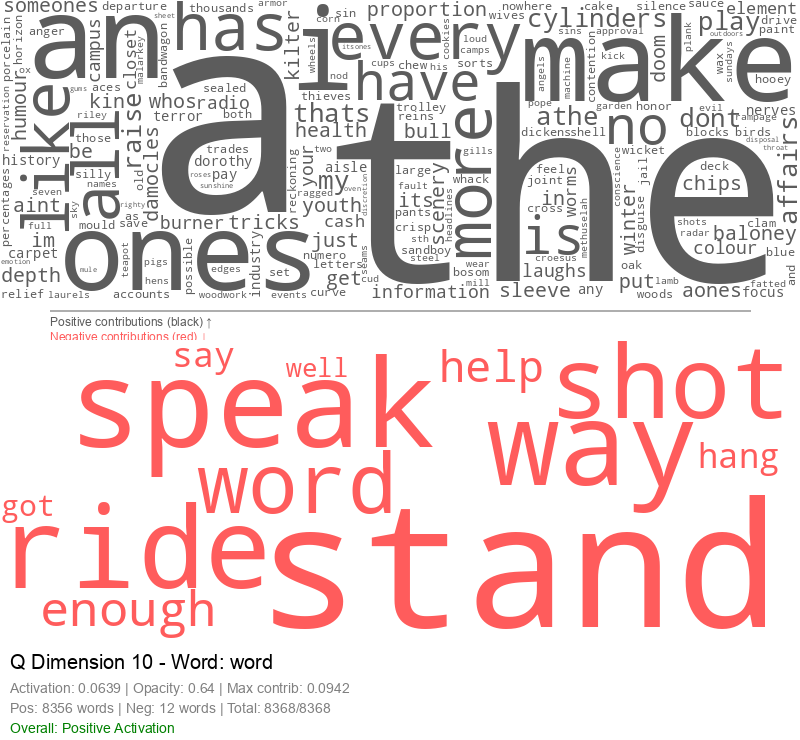 someones departure thousands armor sin proportion nowhere cake silence sauce element
porcelain anger campus horizon sheet bandwagon has kilter wheels corn cookies wives cylinders sins approval play drive paint
an malarkey closet i every loud camps plank outdoors
ox humour its ones nod cups chew his sorts angels machine contention kick doom make wax sundays hooey
reservation guns aces sealed thieves have pope garden honor evil rampage nerves
like kin whos radio thats trolley reins athe dont
riley raise terror both health bull dickens shell no blocks birds disposal throat
percentages history those be trades dorothy two aisle more gills wicket
silly damocles roses pay reckoning your my large whack feels conscience jail deck affairs
seven names old sunshine oven discretion fault its scenery joint in worms chips
aint sky all righty a ragged youth pants headlines cross methuselah winter disguise shots clam
full mould as save burner tricks cash crisp the is he radar baloney
im teapot possible industry just sth sandboy croesus colour blue
carpet ones numero seams steel wear laughs oak
emotion depth mule pigs edges set letters get cud bosom put lamb and
hens mill woods fatted
relief laurels accounts woodwork events curve information sleeve any aones focus
Positive contributions (black) ↑
Negative contributions (red) ↓
say well help shot
speak way
word hang
got ride stand
enough
Q Dimension 10 - Word: word
Activation: 0.0639 | Opacity: 0.64 | Max contrib: 0.0942
Pos: 8356 words | Neg: 12 words | Total: 8368/8368
Overall: Positive Activation